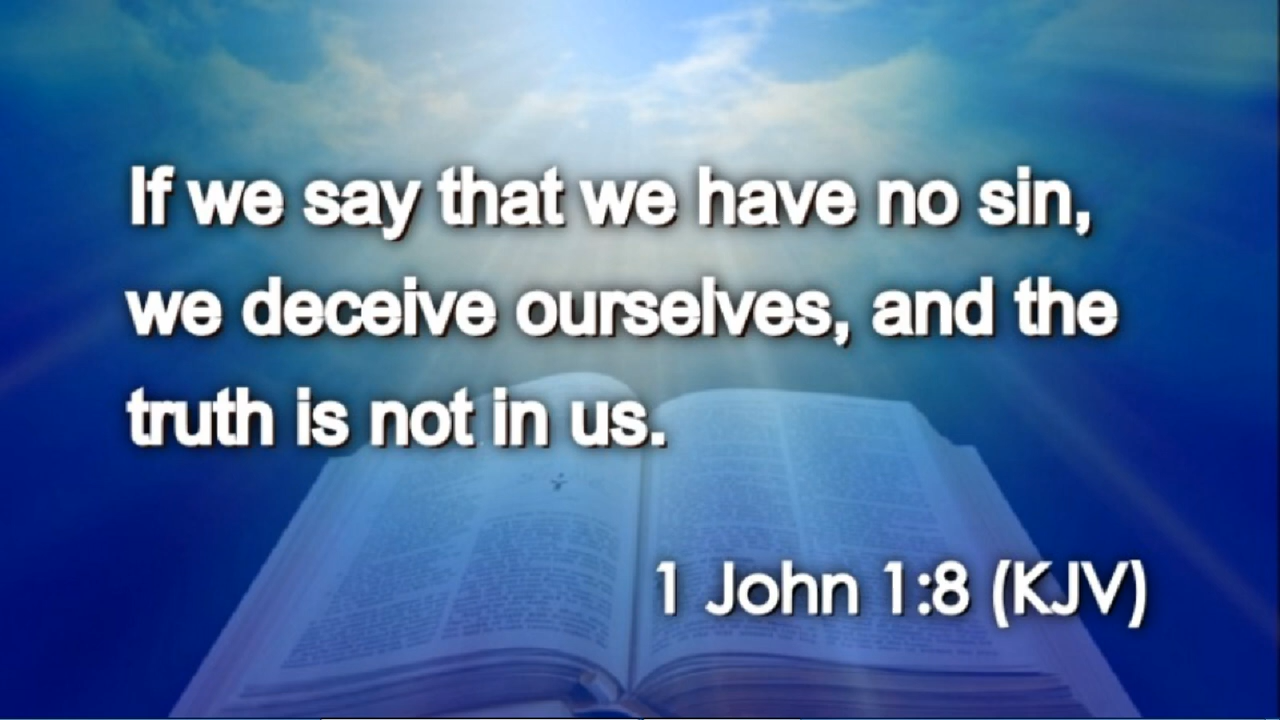 If we say that we have no sin,
we deceive ourselves, and the
truth is not in us.
1 John 1:8 (KJV)